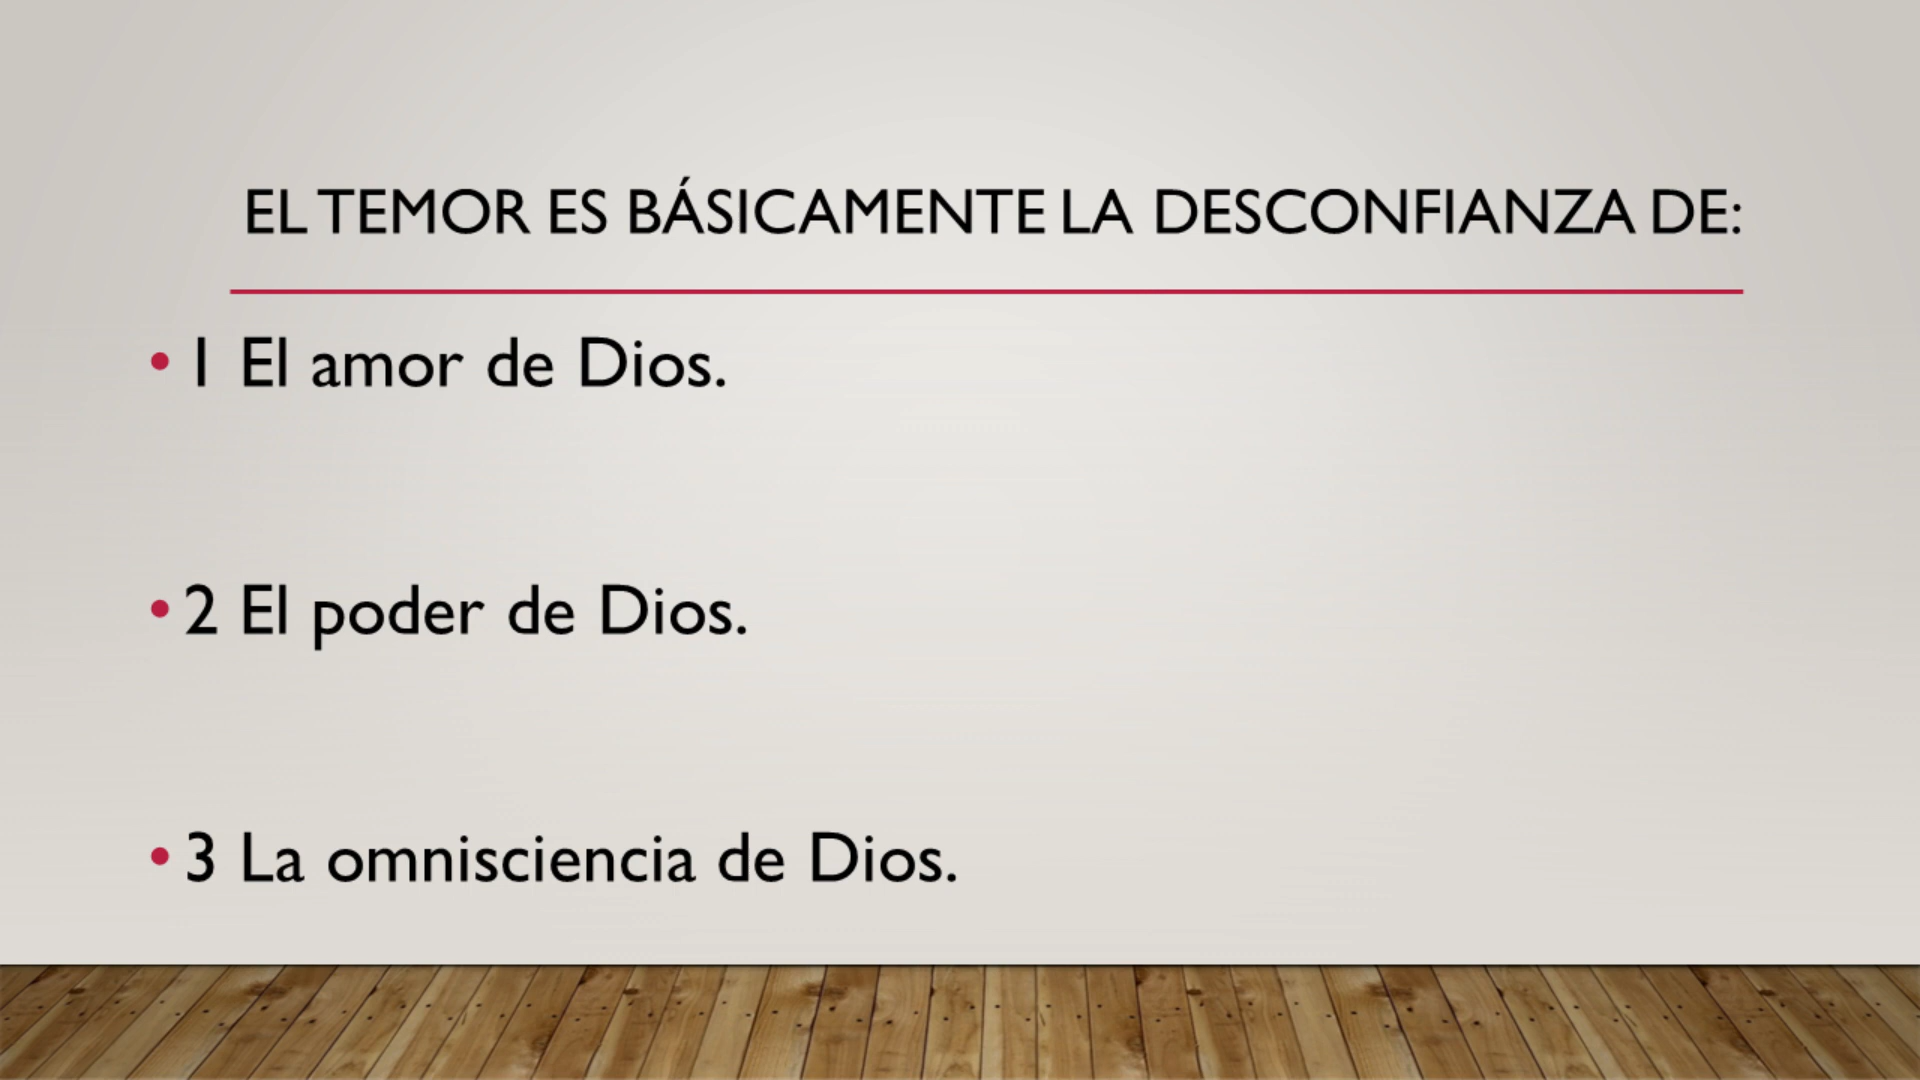 EL TEMOR ES BÁSICAMENTE LA DESCONFIANZA DE:
• 1 El amor de Dios.
• 2 El poder de Dios.
• 3 La omnisciencia de Dios.